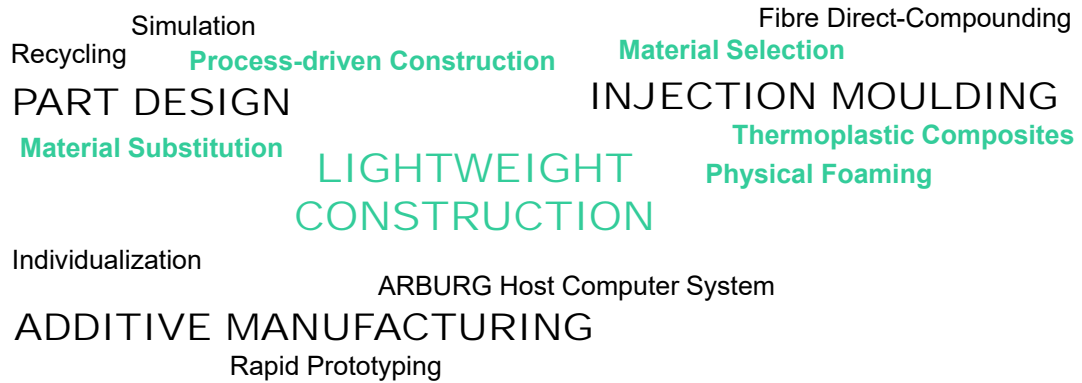 Simulation
Fibre Direct-Compounding
Recycling
Process-driven Construction
Material Selection
PART DESIGN
INJECTION MOULDING
Material Substitution
Thermoplastic Composites
LIGHTWEIGHT
CONSTRUCTION
Physical Foaming
Individualization
ARBURG Host Computer System
ADDITIVE MANUFACTURING
Rapid Prototyping